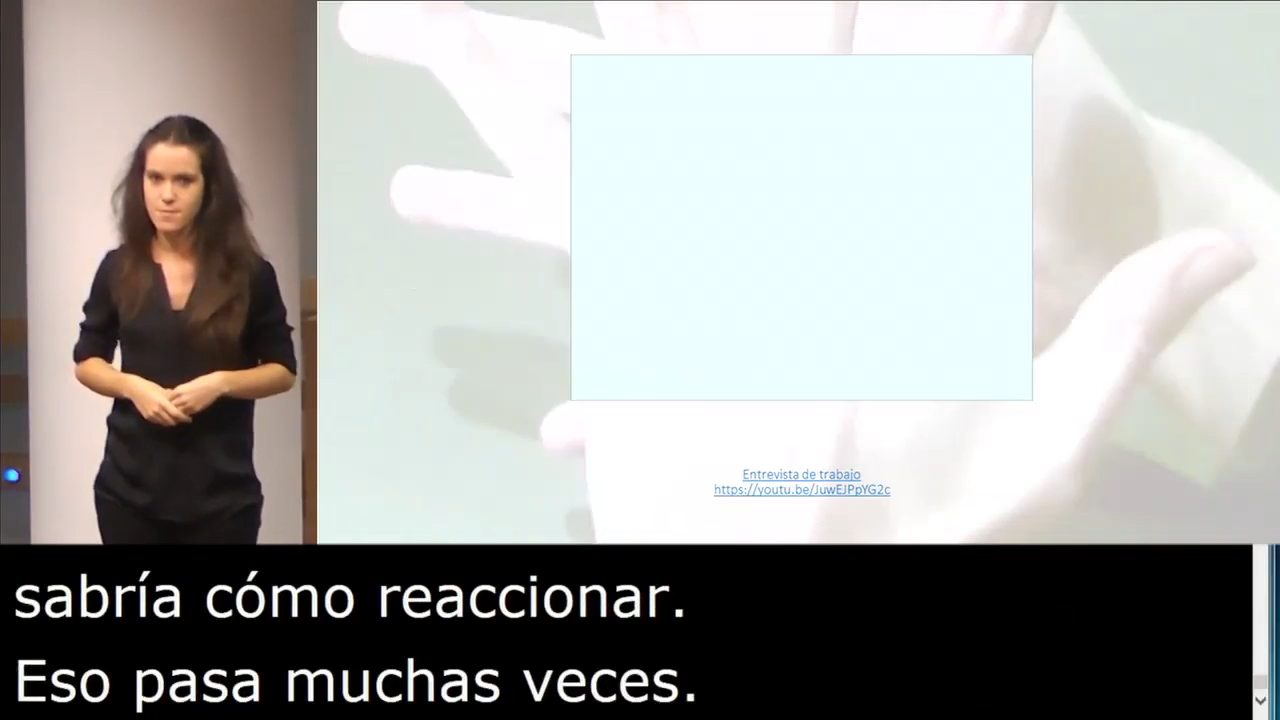 Entrevista de trabajo
https://youtu.be/JuwEJPpYG2c
sabría cómo reaccionar.
Eso pasa muchas veces.